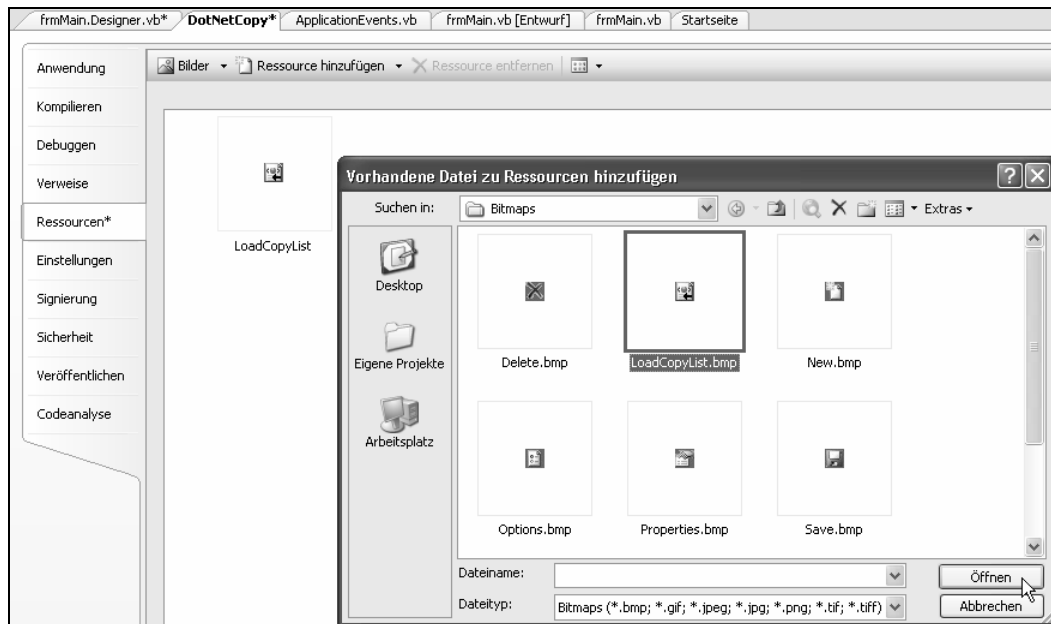 frmMain.Designer.vb* DotNetCopy* ApplicationEvents.vb frmMain.vb [Entwurf] frmMain.vb Startseite
Anwendung
Kompilieren
Debuggen
Verweise
Ressourcen*
Einstellungen
Signierung
Sicherheit
Veröffentlichen
Codeanalyse
Bilder Ressource hinzufügen Ressource entfernen
LoadCopyList
Vorhandene Datei zu Ressourcen hinzufügen
Suchen in: Bitmaps Extras
Desktop
Eigene Projekte
Arbeitsplatz
Delete.bmp LoadCopyList.bmp New.bmp
Options.bmp Properties.bmp Save.bmp
Dateiname: Öffnen
Dateityp: Bitmaps (*.bmp; *.gif; *.jpeg; *.jpg; *.png; *.tif; *.tiff) Abbrechen